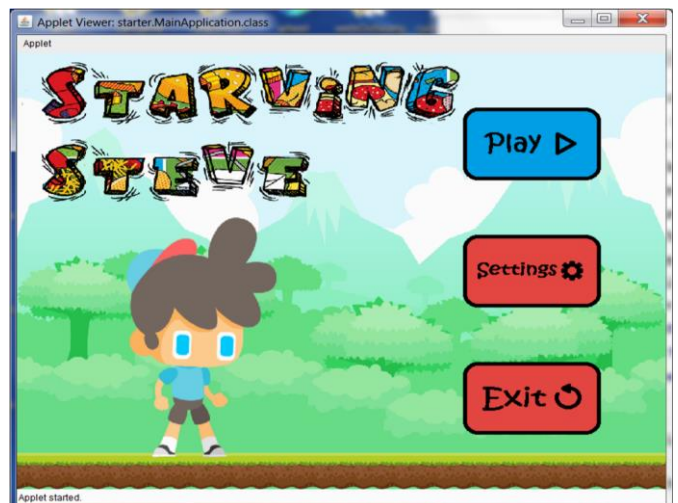 Applet Viewer: starter.MainApplication.class
Applet
STARVING
STEVE
Play
Settings
Exit
Applet started.